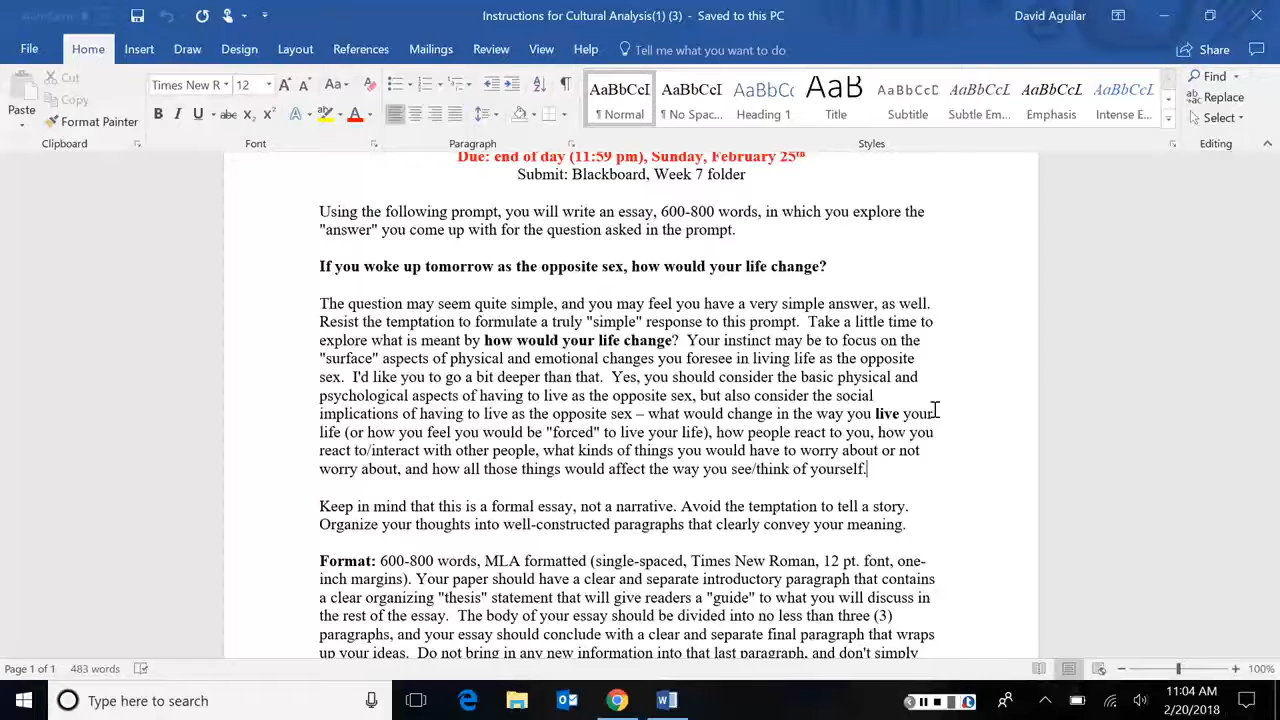 Instructions for Cultural Analysis(1) (3) - Saved to this PC
David Aguilar
File Home Insert Draw Design Layout References Mailings Review View Help Tell me what you want to do Share
Paste
Cut
Copy
Format Painter
Clipboard
Times New R 12
Font
Paragraph
AaBbCcI AaBbCcI AaBbCc AaB AaBbCcD AaBbCcL AaBbCcL AaBbCcL
¶ Normal ¶ No Spac... Heading 1 Title Subtitle Subtle Em... Emphasis Intense E...
Styles
Find
Replace
Select
Editing
Due: end of day (11:59 pm), Sunday, February 25th
Submit: Blackboard, Week 7 folder
Using the following prompt, you will write an essay, 600-800 words, in which you explore the
"answer" you come up with for the question asked in the prompt.
If you woke up tomorrow as the opposite sex, how would your life change?
The question may seem quite simple, and you may feel you have a very simple answer, as well.
Resist the temptation to formulate a truly "simple" response to this prompt. Take a little time to
explore what is meant by how would your life change? Your instinct may be to focus on the
"surface" aspects of physical and emotional changes you foresee in living life as the opposite
sex. I'd like you to go a bit deeper than that. Yes, you should consider the basic physical and
psychological aspects of having to live as the opposite sex, but also consider the social
implications of having to live as the opposite sex – what would change in the way you live your
life (or how you feel you would be "forced" to live your life), how people react to you, how you
react to/interact with other people, what kinds of things you would have to worry about or not
worry about, and how all those things would affect the way you see/think of yourself.
Keep in mind that this is a formal essay, not a narrative. Avoid the temptation to tell a story.
Organize your thoughts into well-constructed paragraphs that clearly convey your meaning.
Format: 600-800 words, MLA formatted (single-spaced, Times New Roman, 12 pt. font, one-
inch margins). Your paper should have a clear and separate introductory paragraph that contains
a clear organizing "thesis" statement that will give readers a "guide" to what you will discuss in
the rest of the essay. The body of your essay should be divided into no less than three (3)
paragraphs, and your essay should conclude with a clear and separate final paragraph that wraps
up your ideas. Do not bring in any new information into that last paragraph, and don't simply
Page 1 of 1 483 words 100%
Type here to search
11:04 AM
2/20/2018